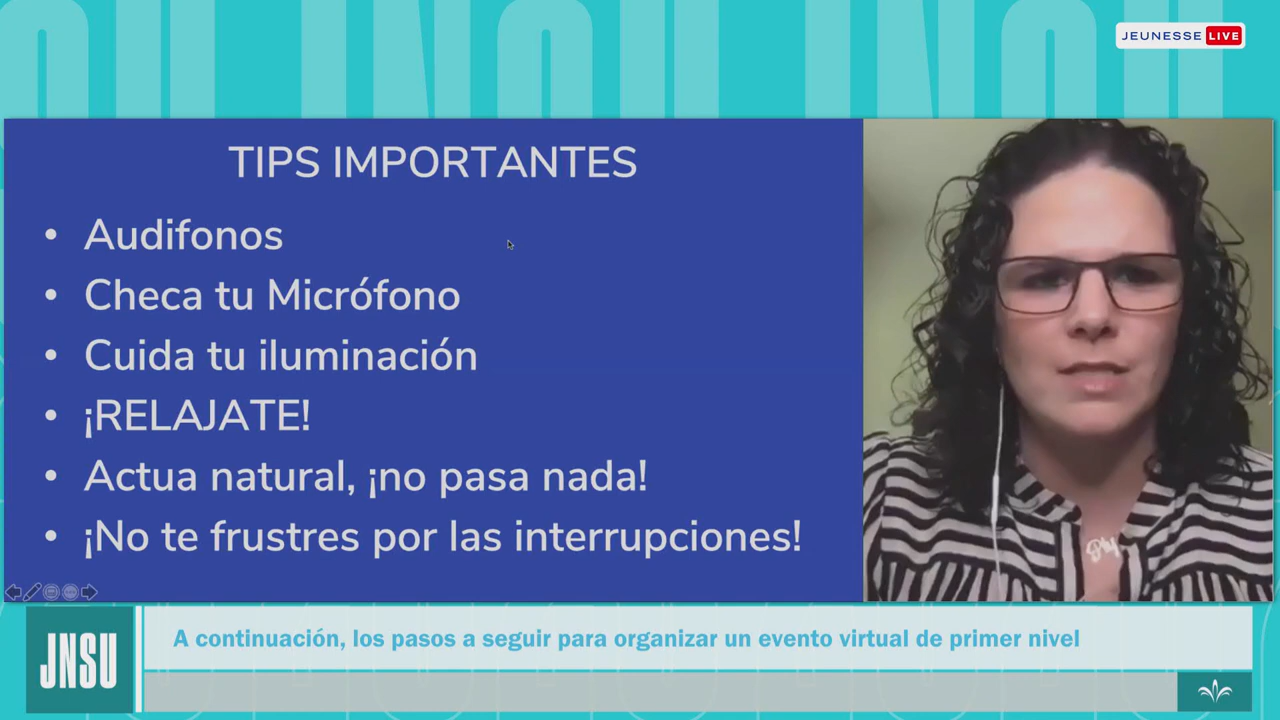 JEUNESSE LIVE
TIPS IMPORTANTES
• Audifonos
• Checa tu Micrófono
• Cuida tu iluminación
• ¡RELAJATE!
• Actua natural, ¡no pasa nada!
• ¡No te frustres por las interrupciones!
JNSU
A continuación, los pasos a seguir para organizar un evento virtual de primer nivel